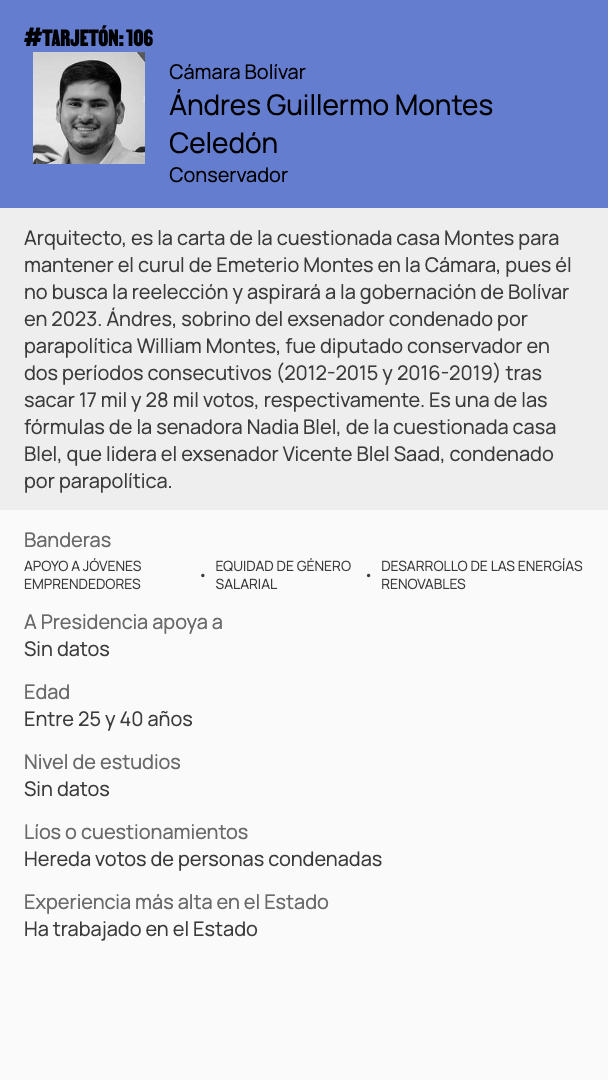 #TARJETÓN: 106
Cámara Bolívar
Ándres Guillermo Montes
Celedón
Conservador
Arquitecto, es la carta de la cuestionada casa Montes para
mantener el curul de Emeterio Montes en la Cámara, pues él
no busca la reelección y aspirará a la gobernación de Bolívar
en 2023. Ándres, sobrino del exsenador condenado por
parapolítica William Montes, fue diputado conservador en
dos períodos consecutivos (2012-2015 y 2016-2019) tras
sacar 17 mil y 28 mil votos, respectivamente. Es una de las
fórmulas de la senadora Nadia Blel, de la cuestionada casa
Blel, que lidera el exsenador Vicente Blel Saad, condenado
por parapolítica.
Banderas
APOYO A JÓVENES
EMPRENDEDORES
• EQUIDAD DE GÉNERO
SALARIAL
• DESARROLLO DE LAS ENERGÍAS
RENOVABLES
A Presidencia apoya a
Sin datos
Edad
Entre 25 y 40 años
Nivel de estudios
Sin datos
Líos o cuestionamientos
Hereda votos de personas condenadas
Experiencia más alta en el Estado
Ha trabajado en el Estado